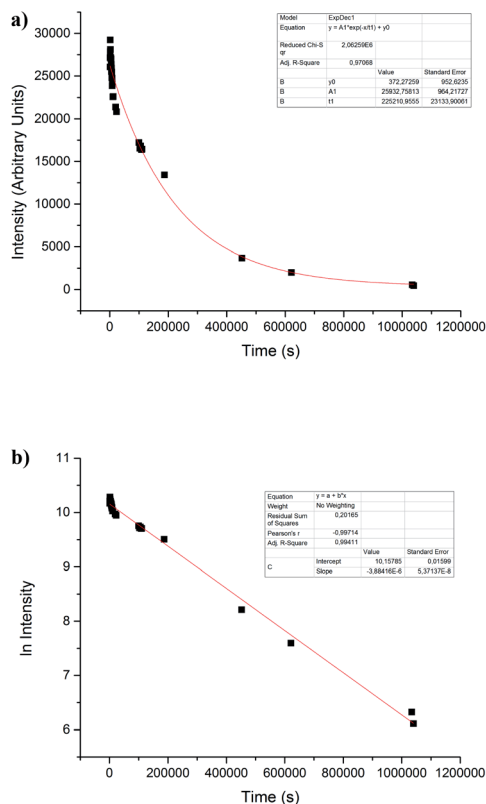 a)
Model ExpDec1
Equation y = A1*exp(-x/t1) + y0
Reduced Chi-S
qr 2,06259E6
Adj. R-Square 0,97068
Value Standard Error
B y0 372,27259 952,6235
B A1 25932,75813 964,21727
B t1 225210,9555 23133,90061
Intensity (Arbitrary Units)
30000
25000
20000
15000
10000
5000
0
0 200000 400000 600000 800000 1000000 1200000
Time (s)
b)
Equation y = a + b*x
Weight No Weighting
Residual Sum
of Squares 0,20165
Pearson's r -0,99714
Adj. R-Square 0,99411
Value Standard Error
C Intercept 10,15785 0,01599
Slope -3,88416E-6 5,37137E-8
ln Intensity
11
10
9
8
7
6
0 200000 400000 600000 800000 1000000 1200000
Time (s)